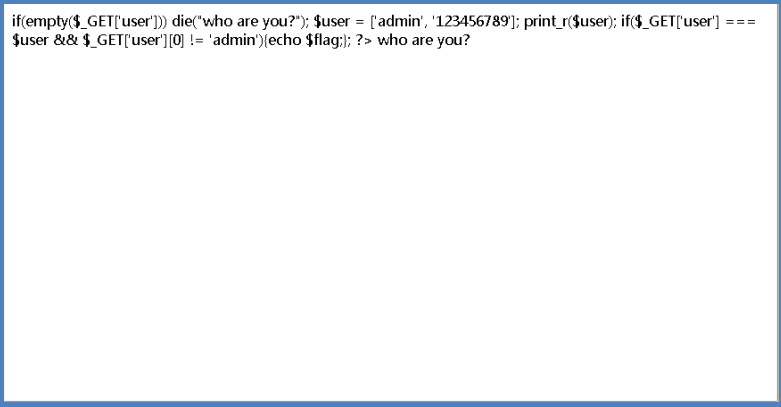 if(empty($_GET['user'])) die("who are you?"); $user = ['admin', '123456789']; print_r($user); if($_GET['user'] ===
$user && $_GET['user'][0] != 'admin'){echo $flag;}; ?> who are you?